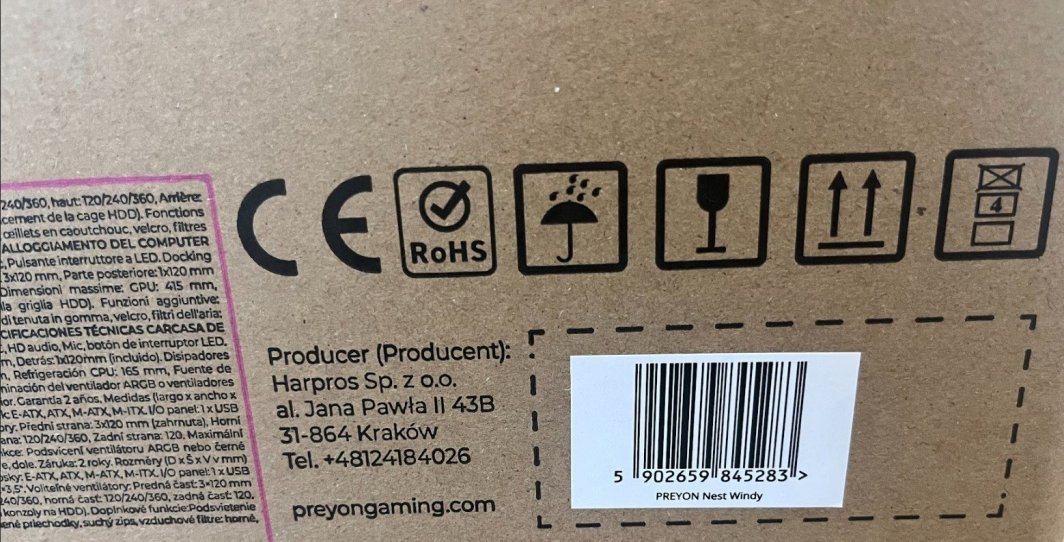 240/360, haut: 120/240/360, Arrière:
cement de la cage HDD). Fonctions
œillets en caoutchouc, velcro, filtres
ALLOGGIAMENTO DEL COMPUTER
Pulsante interruttore a LED. Docking
3x120 mm, Parte posteriore: 1x120 mm
Dimensioni massime: GPU: 415 mm,
la griglia HDD). Funzioni aggiuntive:
di tenuta in gomma, velcro, filtri dell'aria:
CIFICACIONES TÉCNICAS CARCASA DE
HD audio, Mic, botón de interruptor LED.
m, Detrás: 1x120mm (incluido), Disipadores
Refrigeración CPU: 165 mm, Fuente de
minación del ventilador ARGB o ventiladores
ior. Garantía 2 años, Medidas (largo x ancho x
k: E-ATX, ATX, M-ATX, M-ITX. I/O panel: 1 x USB
ory: Přední strana: 3x120 mm (zahrnuta), Horní
ana: 120/240/360, Zadní strana: 120. Maximální
kce: Podsvícení ventilátoru ARGB nebo černé
e, dole. Záruka: 2 roky. Rozměry (D x Š x V v mm)
osky: E-ATX, ATX, M-ATX, M-ITX. I/O panel: 1 x USB
×3,5". Voliteľné ventilátory: Predná časť: 3×120 mm
240/360, horná časť: 120/240/360, zadná časť: 120.
konzoly na HDD). Doplnkové funkcie: Podsvietenie
ené priechodky, suchý zips, vzduchové filtre: horné,
CE
RoHS
4
Producer (Producent):
Harpros Sp. z o.o.
al. Jana Pawła II 43B
31-864 Kraków
Tel. +48124184026
preyongaming.com
5 902659 845283 >
PREYON Nest Windy